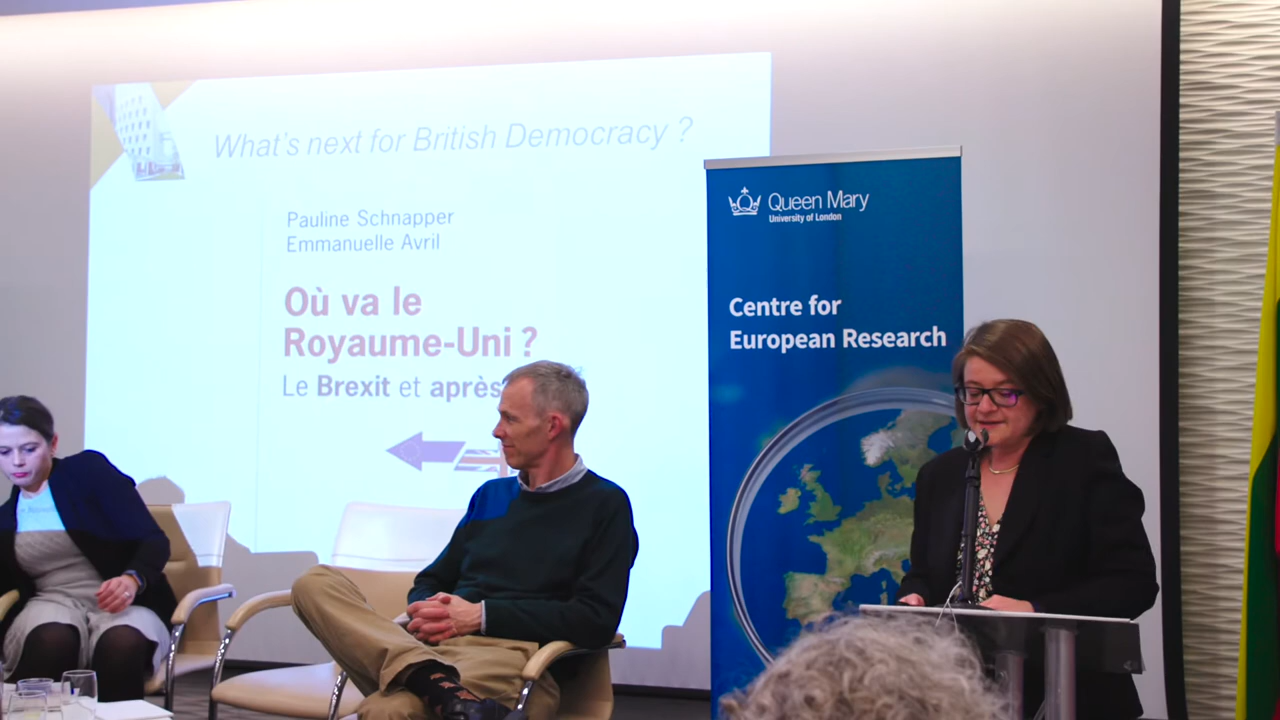 What's next for British Democracy ?
Pauline Schnapper
Emmanuelle Avril
Où va le
Royaume-Uni ?
Le Brexit et après
Queen Mary
University of London
Centre for
European Research